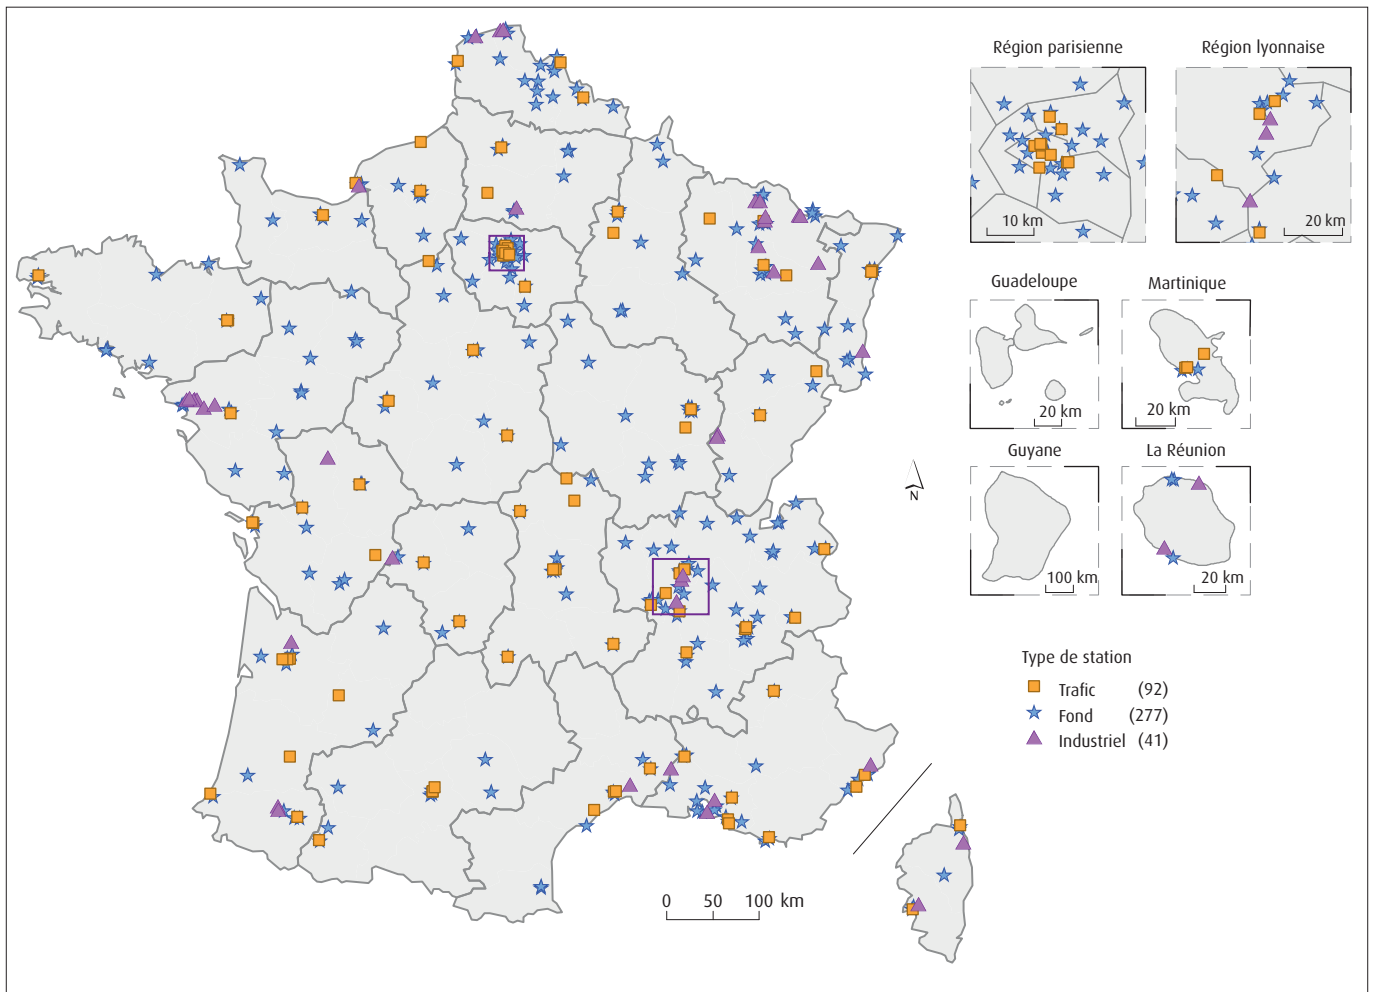 Région parisienne
Région lyonnaise
10 km
20 km
Guadeloupe
Martinique
20 km
20 km
Guyane
La Réunion
100 km
20 km
N
Type de station
Trafic (92)
Fond (277)
Industriel (41)
0 50 100 km